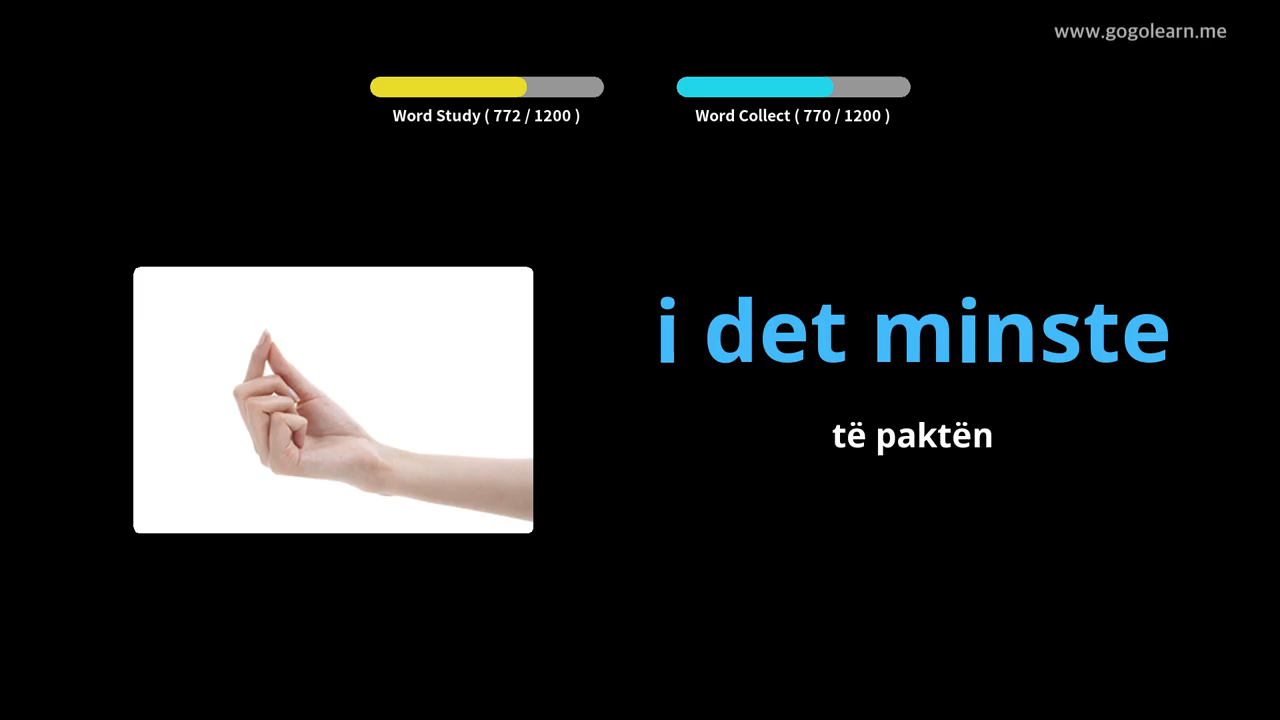 www.gogolearn.me
Word Study ( 772 / 1200 )
Word Collect ( 770 / 1200 )
i det minste
të paktën